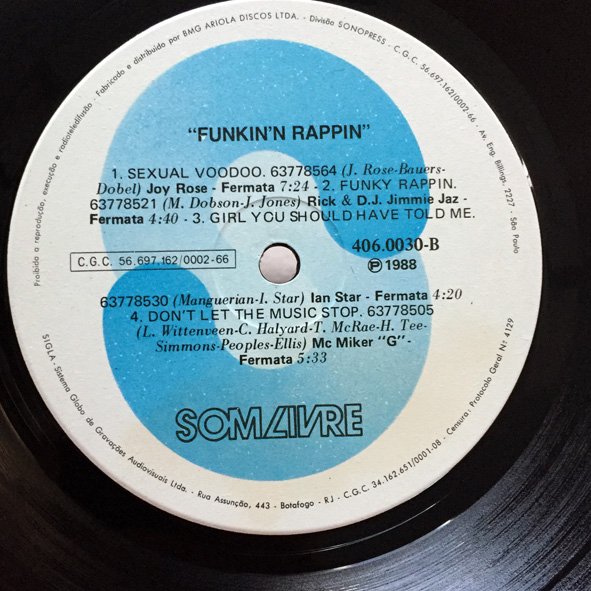 "FUNKIN'N RAPPIN"
1. SEXUAL VOODOO. 63778564 (J. Rose-Bauers-
Dobel) Joy Rose - Fermata 7:24 - 2. FUNKY RAPPIN.
63778521 (M. Dobson-J. Jones) Rick & D.J. Jimmie Jaz -
Fermata 4:40 - 3. GIRL YOU SHOULD HAVE TOLD ME.
406.0030-B
C.G.C. 56.697.162/0002-66
℗ 1988
63778530 (Manguerian-I. Star) Ian Star - Fermata 4:20
4. DON'T LET THE MUSIC STOP. 63778505
(L. Wittenveen-C. Halyard-T. McRae-H. Tee-
Simmons-Peoples-Ellis) Mc Miker "G" -
Fermata 5:33
SOM LIVRE
Proibida a reprodução, execução e radioteledifusão - Fabricado e distribuído por BMG ARIOLA DISCOS LTDA. - Divisão SONOPRESS - C.G.C. 56.697.162/0002-66 - Av. Eng. Billings, 2227 - São Paulo
SIGLA - Sistema Globo de Gravações Audiovisuais Ltda. - Rua Assunção, 443 - Botafogo - RJ - C.G.C. 34.162.651/0001-08 - Censura: Protocolo Geral Nº 4129